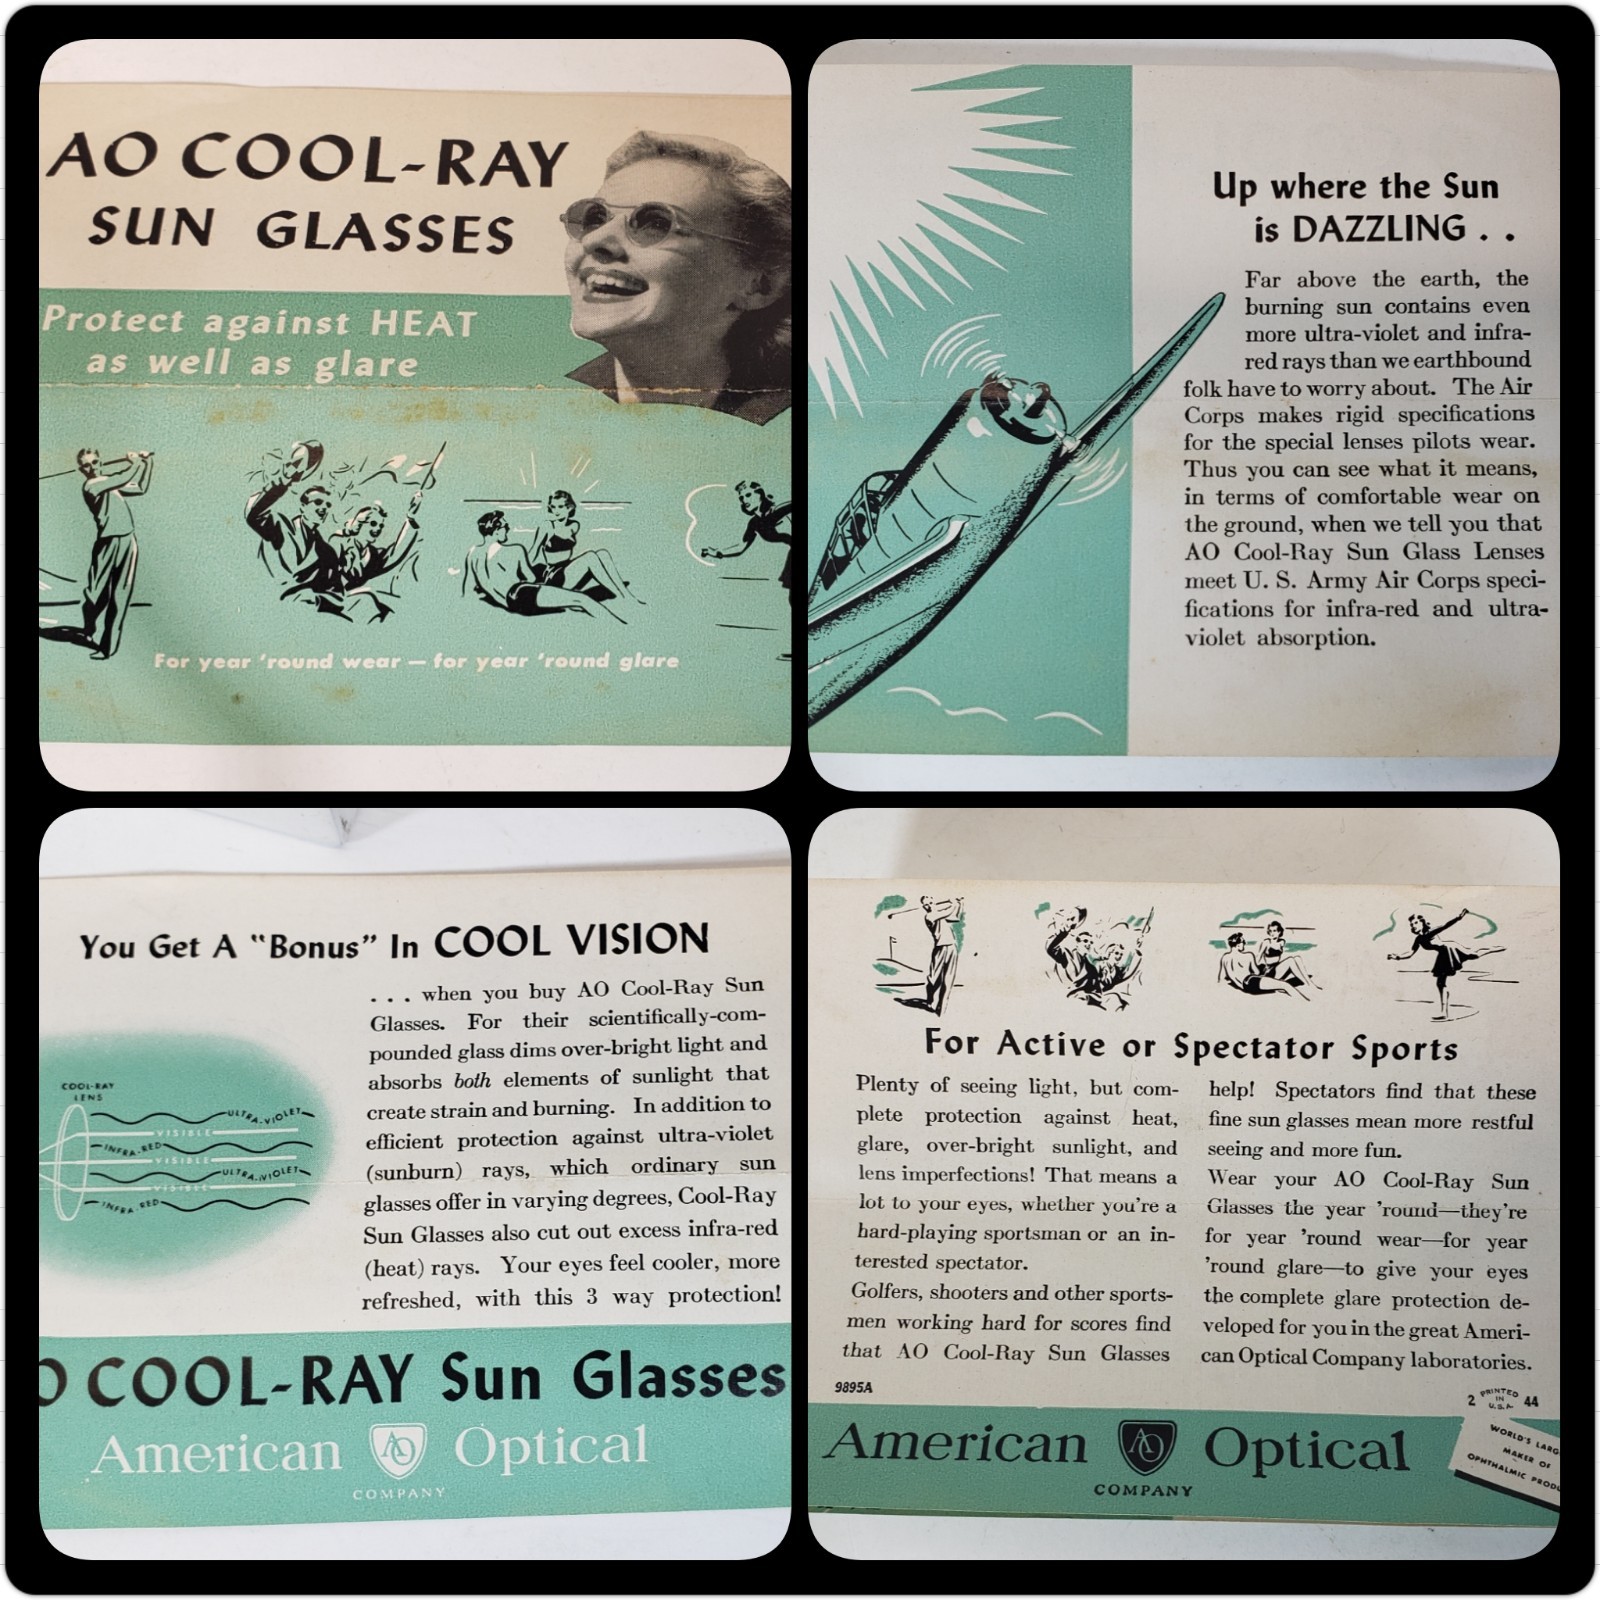 AO COOL-RAY
SUN GLASSES
Protect against HEAT
as well as glare
For year 'round wear — for year 'round glare
Up where the Sun
is DAZZLING . .
Far above the earth, the
burning sun contains even
more ultra-violet and infra-
red rays than we earthbound
folk have to worry about. The Air
Corps makes rigid specifications
for the special lenses pilots wear.
Thus you can see what it means,
in terms of comfortable wear on
the ground, when we tell you that
AO Cool-Ray Sun Glass Lenses
meet U. S. Army Air Corps speci-
fications for infra-red and ultra-
violet absorption.
You Get A "Bonus" In COOL VISION
. . . when you buy AO Cool-Ray Sun
Glasses. For their scientifically-com-
pounded glass dims over-bright light and
absorbs both elements of sunlight that
create strain and burning. In addition to
efficient protection against ultra-violet
(sunburn) rays, which ordinary sun
glasses offer in varying degrees, Cool-Ray
Sun Glasses also cut out excess infra-red
(heat) rays. Your eyes feel cooler, more
refreshed, with this 3 way protection!
COOL-RAY
LENS
ULTRA-VIOLET
VISIBLE
INFRA-RED
VISIBLE
ULTRA-VIOLET
VISIBLE
INFRA-RED
O COOL-RAY Sun Glasses
American AO Optical
COMPANY
For Active or Spectator Sports
Plenty of seeing light, but com-
plete protection against heat,
glare, over-bright sunlight, and
lens imperfections! That means a
lot to your eyes, whether you're a
hard-playing sportsman or an in-
terested spectator.
Golfers, shooters and other sports-
men working hard for scores find
that AO Cool-Ray Sun Glasses
help! Spectators find that these
fine sun glasses mean more restful
seeing and more fun.
Wear your AO Cool-Ray Sun
Glasses the year 'round—they're
for year 'round wear—for year
'round glare—to give your eyes
the complete glare protection de-
veloped for you in the great Ameri-
can Optical Company laboratories.
9895A
2 PRINTED IN U.S.A. 44
American AO Optical
COMPANY
WORLD'S LARG
MAKER OF
OPHTHALMIC PRODU